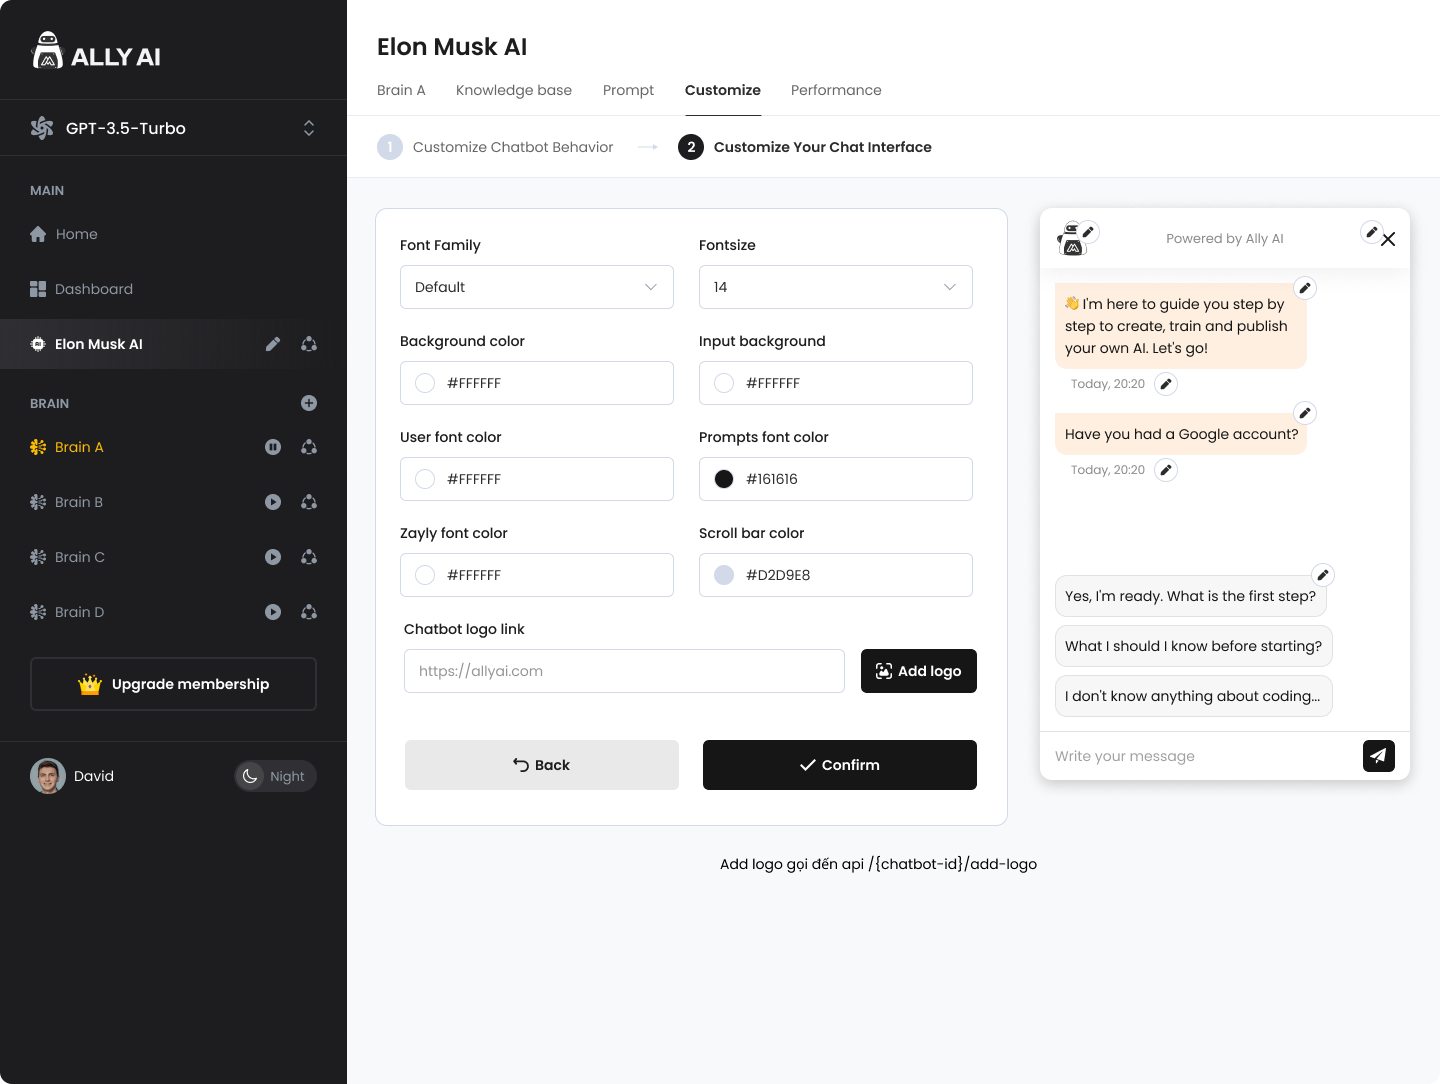 ALLY AI
GPT-3.5-Turbo
MAIN
Home
Dashboard
Elon Musk AI
BRAIN
Brain A
Brain B
Brain C
Brain D
Upgrade membership
David
Night
Elon Musk AI
Brain A Knowledge base Prompt Customize Performance
1 Customize Chatbot Behavior 2 Customize Your Chat Interface
Font Family
Default
Fontsize
14
Background color
#FFFFFF
Input background
#FFFFFF
User font color
#FFFFFF
Prompts font color
#161616
Zayly font color
#FFFFFF
Scroll bar color
#D2D9E8
Chatbot logo link
https://allyai.com
Add logo
Back
Confirm
Add logo gọi đến api /{chatbot-id}/add-logo
Powered by Ally AI
👋 I'm here to guide you step by
step to create, train and publish
your own AI. Let's go!
Today, 20:20
Have you had a Google account?
Today, 20:20
Yes, I'm ready. What is the first step?
What I should I know before starting?
I don't know anything about coding...
Write your message